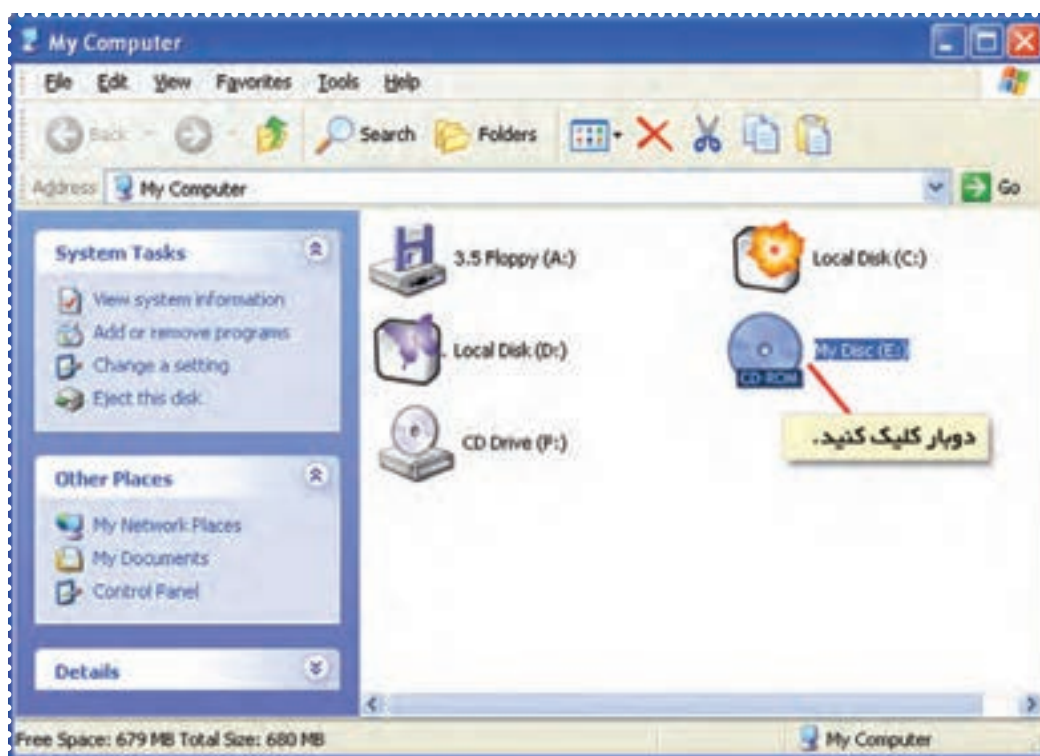 My Computer
File Edit View Favorites Tools Help
Back Search Folders
Address My Computer Go
System Tasks
View system information
Add or remove programs
Change a setting
Eject this disk
Other Places
My Network Places
My Documents
Control Panel
Details
3.5 Floppy (A:)
Local Disk (C:)
Local Disk (D:)
My Disc (E:)
CD-ROM
دوبار کلیک کنید.
CD Drive (F:)
Free Space: 679 MB Total Size: 680 MB
My Computer